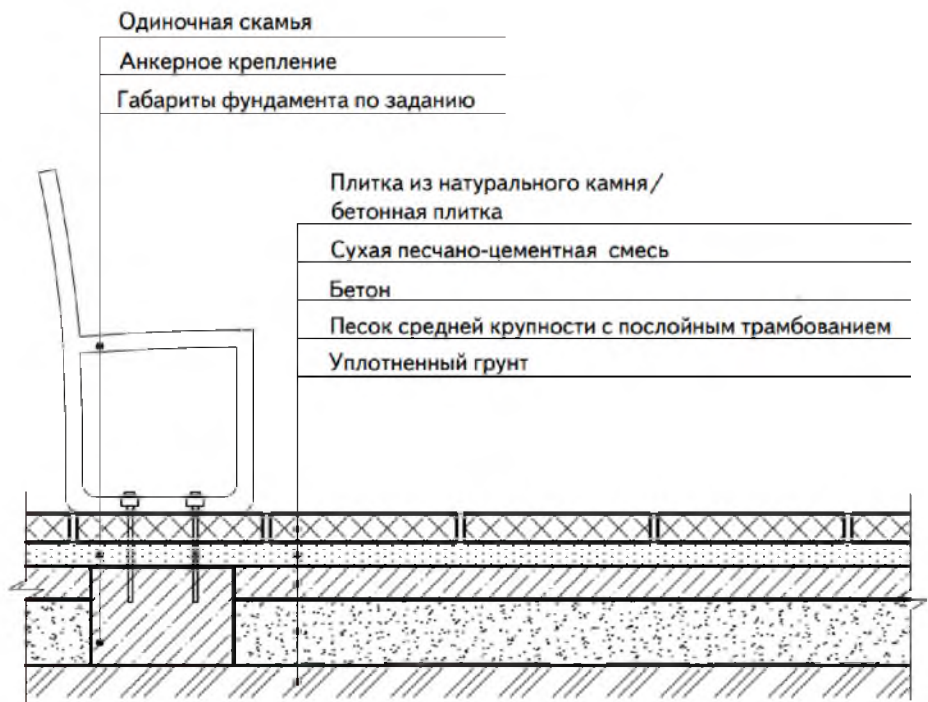 Одиночная скамья
Анкерное крепление
Габариты фундамента по заданию
Плитка из натурального камня/
бетонная плитка
Сухая песчано-цементная смесь
Бетон
Песок средней крупности с послойным трамбованием
Уплотненный грунт